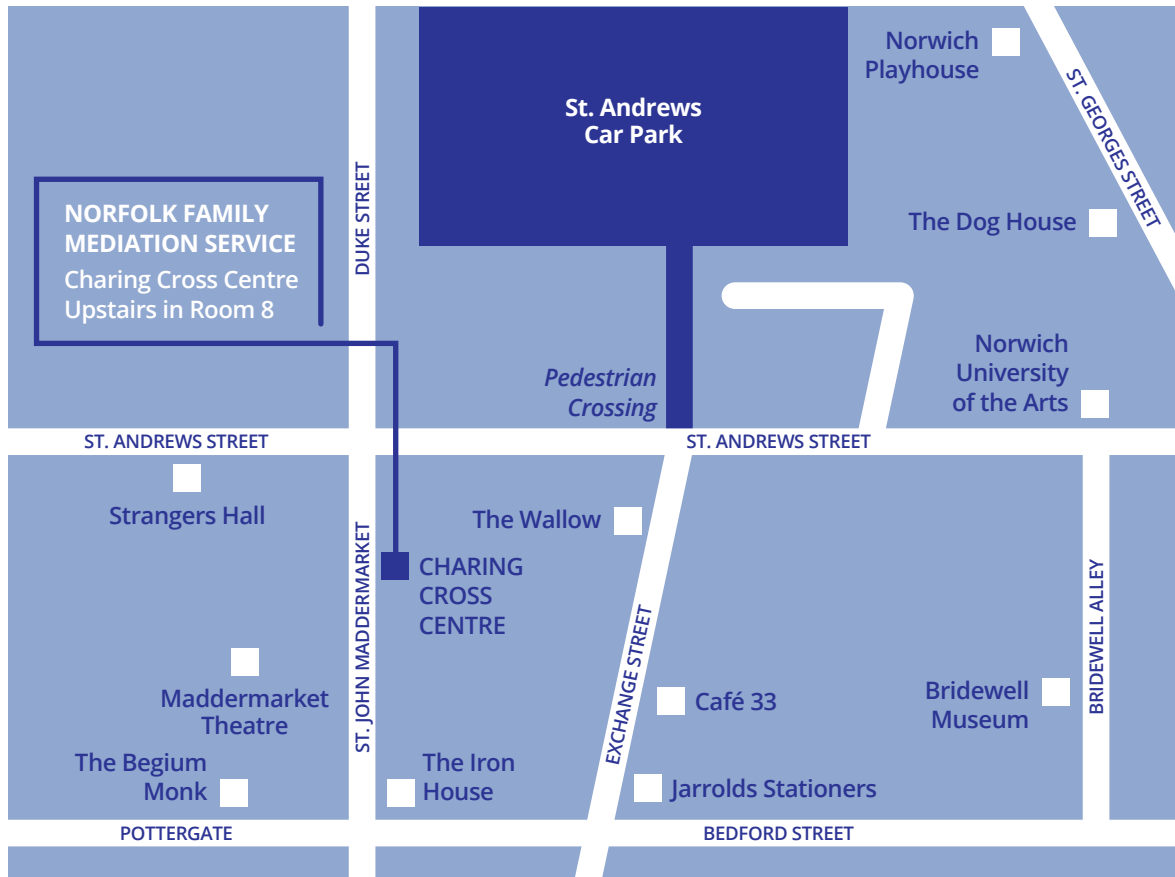 Norwich
Playhouse
ST. GEORGES STREET
St. Andrews
Car Park
DUKE STREET
NORFOLK FAMILY
MEDIATION SERVICE
Charing Cross Centre
Upstairs in Room 8
The Dog House
Norwich
University
of the Arts
Pedestrian
Crossing
ST. ANDREWS STREET
ST. ANDREWS STREET
Strangers Hall
The Wallow
ST. JOHN MADDERMARKET
CHARING
CROSS
CENTRE
EXCHANGE STREET
BRIDEWELL ALLEY
Maddermarket
Theatre
Café 33
Bridewell
Museum
The Begium
Monk
The Iron
House
Jarrolds Stationers
POTTERGATE
BEDFORD STREET